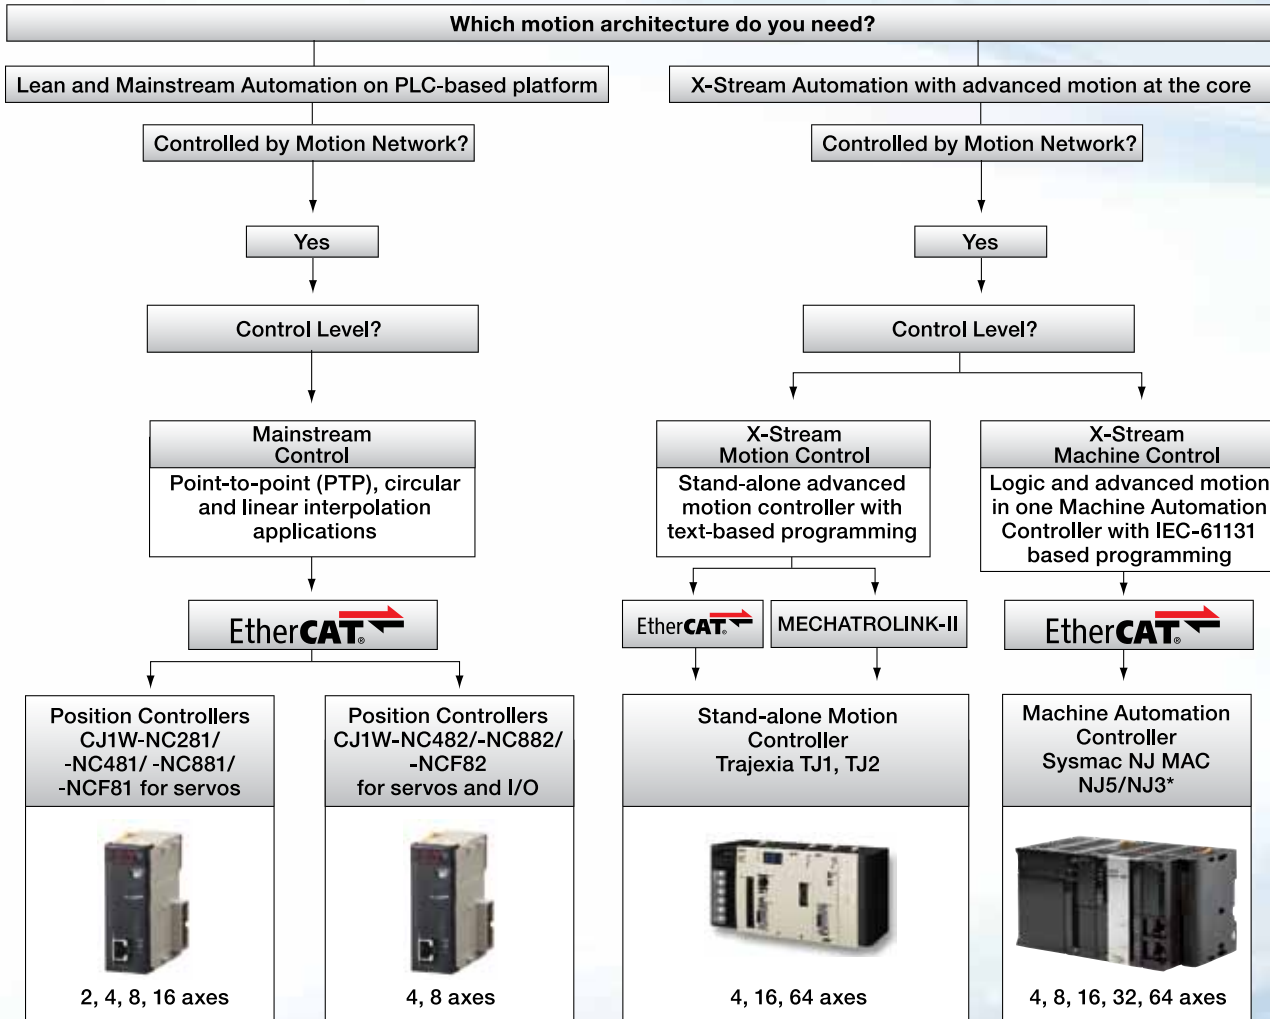 Which motion architecture do you need?
Lean and Mainstream Automation on PLC-based platform
X-Stream Automation with advanced motion at the core
Controlled by Motion Network?
Controlled by Motion Network?
Yes
Yes
Control Level?
Control Level?
Mainstream
Control
Point-to-point (PTP), circular
and linear interpolation
applications
X-Stream
Motion Control
Stand-alone advanced
motion controller with
text-based programming
X-Stream
Machine Control
Logic and advanced motion
in one Machine Automation
Controller with IEC-61131
based programming
EtherCAT®
EtherCAT®
MECHATROLINK-II
EtherCAT®
Position Controllers
CJ1W-NC281/
-NC481/ -NC881/
-NCF81 for servos
Position Controllers
CJ1W-NC482/-NC882/
-NCF82
for servos and I/O
Stand-alone Motion
Controller
Trajexia TJ1, TJ2
Machine Automation
Controller
Sysmac NJ MAC
NJ5/NJ3*
2, 4, 8, 16 axes
4, 8 axes
4, 16, 64 axes
4, 8, 16, 32, 64 axes